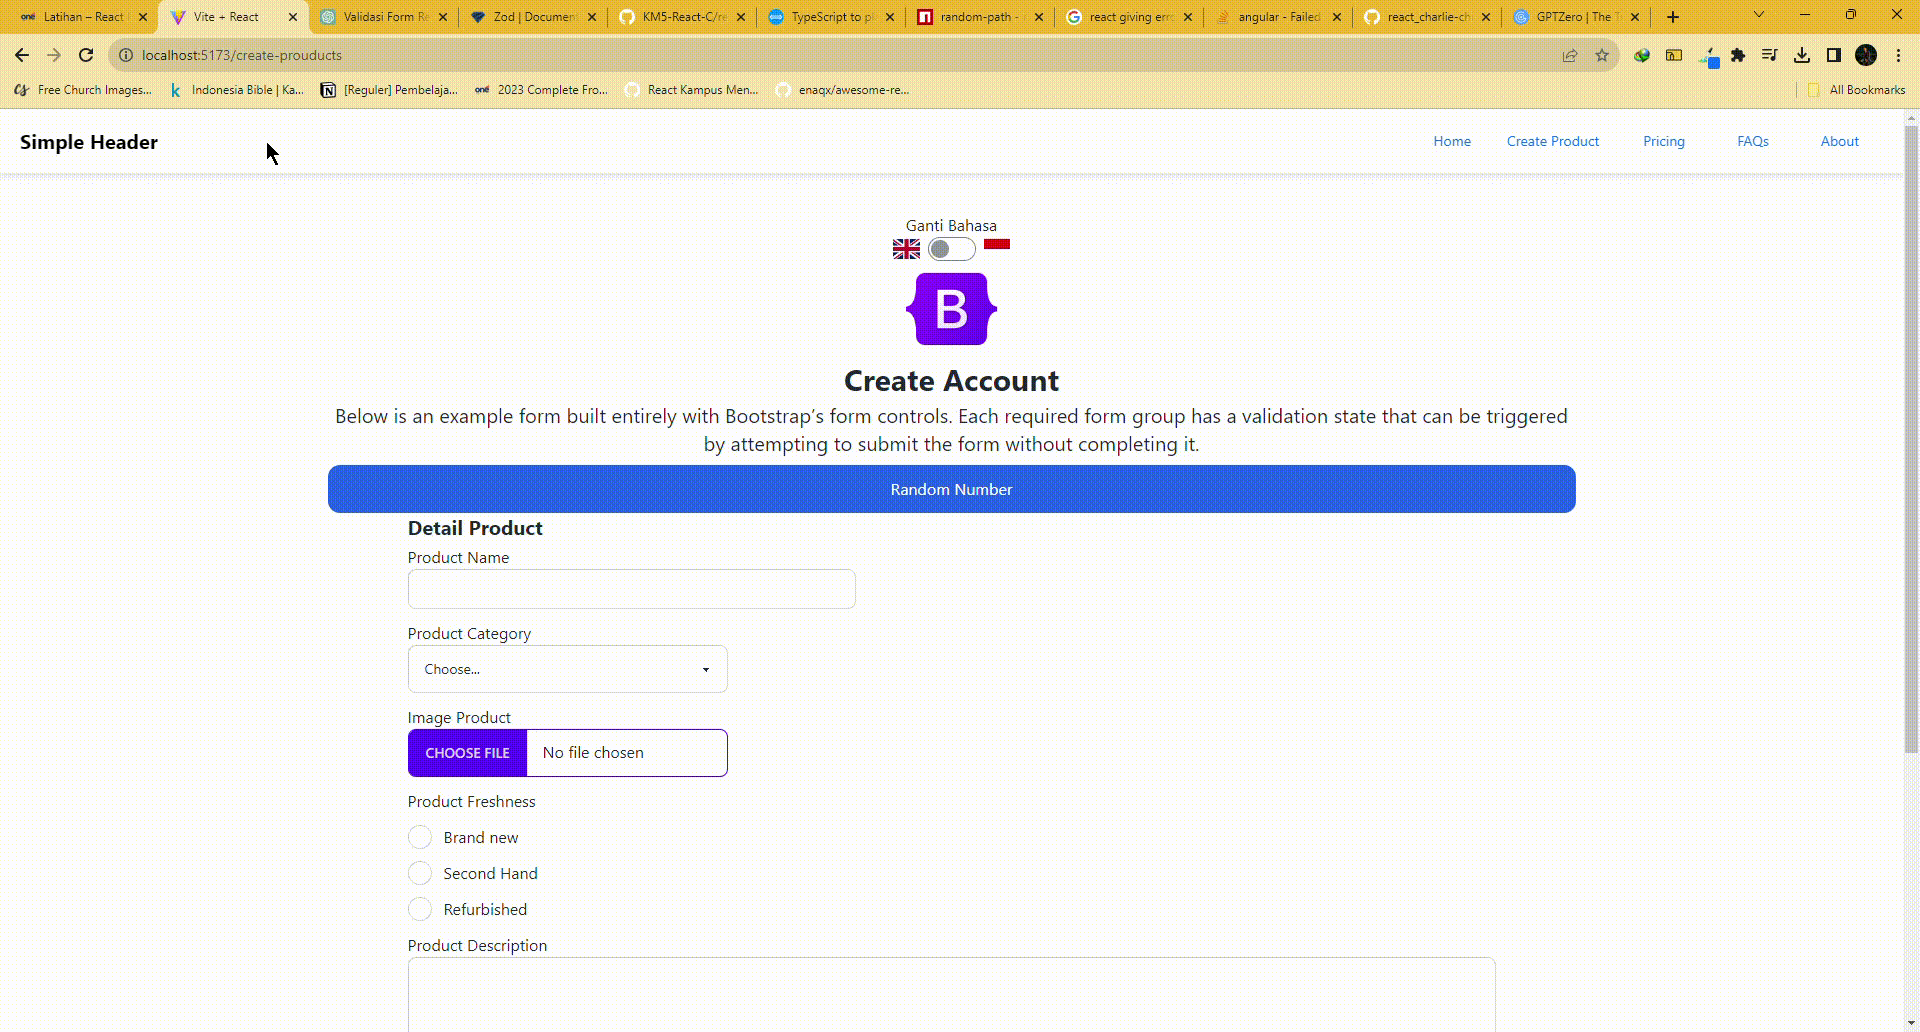 Latihan – React
Vite + React
Validasi Form Re
Zod | Document
KM5-React-C/re
TypeScript to pl
random-path -
react giving erro
angular - Failed
react_charlie-ch
GPTZero | The T
localhost:5173/create-prouducts
Free Church Images...
Indonesia Bible | Ka...
[Reguler] Pembelaja...
one 2023 Complete Fro...
React Kampus Men...
enaqx/awesome-re...
All Bookmarks
Simple Header
Home
Create Product
Pricing
FAQs
About
Ganti Bahasa
B
Create Account
Below is an example form built entirely with Bootstrap’s form controls. Each required form group has a validation state that can be triggered
by attempting to submit the form without completing it.
Random Number
Detail Product
Product Name
Product Category
Choose...
Image Product
CHOOSE FILE No file chosen
Product Freshness
Brand new
Second Hand
Refurbished
Product Description